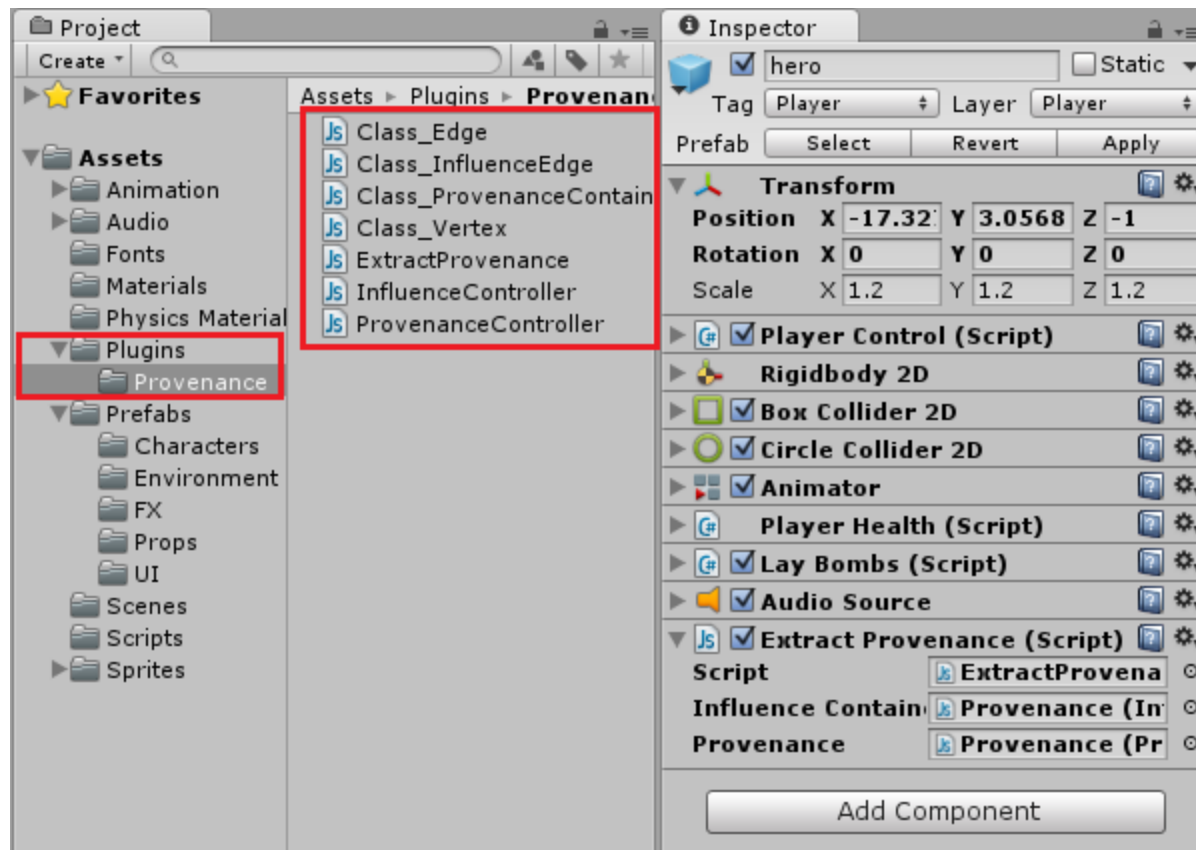 Project
Create
Favorites
Assets
Animation
Audio
Fonts
Materials
Physics Material
Plugins
Provenance
Prefabs
Characters
Environment
FX
Props
UI
Scenes
Scripts
Sprites
Assets Plugins Provenan
Class_Edge
Class_InfluenceEdge
Class_ProvenanceContain
Class_Vertex
ExtractProvenance
InfluenceController
ProvenanceController
Inspector
hero Static
Tag Player Layer Player
Prefab Select Revert Apply
Transform
Position X -17.32 Y 3.0568 Z -1
Rotation X 0 Y 0 Z 0
Scale X 1.2 Y 1.2 Z 1.2
Player Control (Script)
Rigidbody 2D
Box Collider 2D
Circle Collider 2D
Animator
Player Health (Script)
Lay Bombs (Script)
Audio Source
Extract Provenance (Script)
Script ExtractProvena
Influence Contain Provenance (In
Provenance Provenance (Pr
Add Component